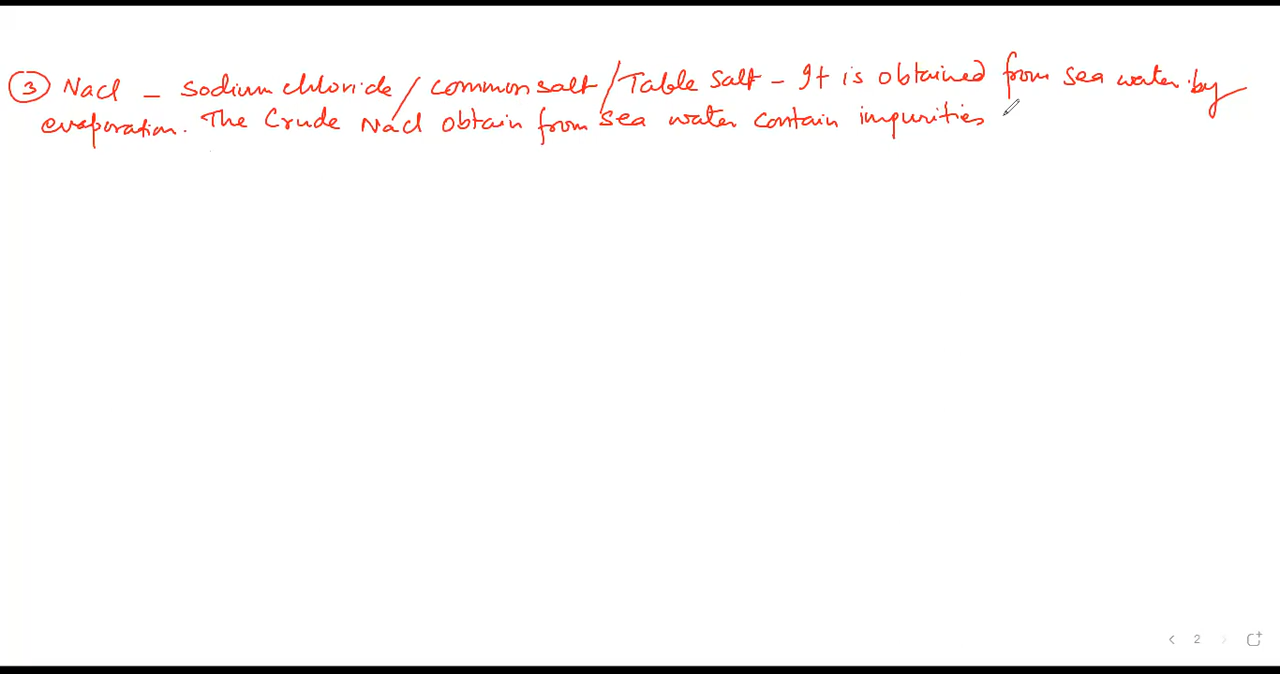 ③ Nacl - sodium chloride / common salt / Table salt - It is obtained from sea water by
evaporation. The Crude Nacl obtain from sea water contain impurities
2